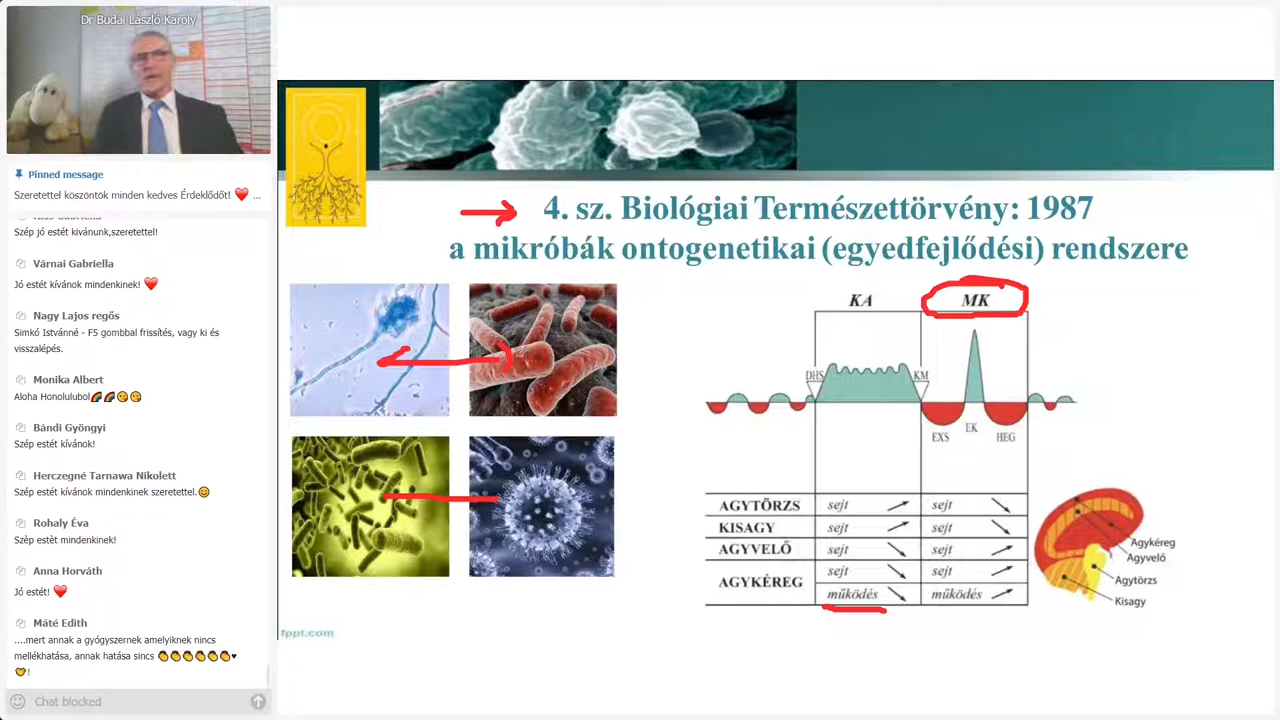 Dr Budai László Károly
Pinned message
Szeretettel köszöntök minden kedves Érdeklődőt! ❤️ ...
Szép jó estét kivánunk,szeretettel!
Várnai Gabriella
Jó estét kívánok mindenkinek! ❤️
Nagy Lajos regős
Simkó Istvánné - F5 gombbal frissítés, vagy ki és
visszalépés.
Monika Albert
Aloha Honolulubol🌈🌈😘😘
Bándi Gyöngyi
Szép estét kívánok!
Herczegné Tarnawa Nikolett
Szép estét kívánok mindenkinek szeretettel.😊
Rohaly Éva
Szèp estèt mindenkinek!
Anna Horváth
Jó estét! ❤️
Máté Edith
....mert annak a gyógyszernek amelyiknek nincs
mellékhatása, annak hatása sincs 👏👏👏👏👏👏♥
!
Chat blocked
4. sz. Biológiai Természettörvény: 1987
a mikróbák ontogenetikai (egyedfejlődési) rendszere
KA MK
DHS KM
EXS EK HEG
AGYTÖRZS sejt sejt
KISAGY sejt sejt
AGYVELŐ sejt sejt
AGYKÉREG sejt sejt
működés működés
Agykéreg
Agyvelő
Agytörzs
Kisagy
fppt.com